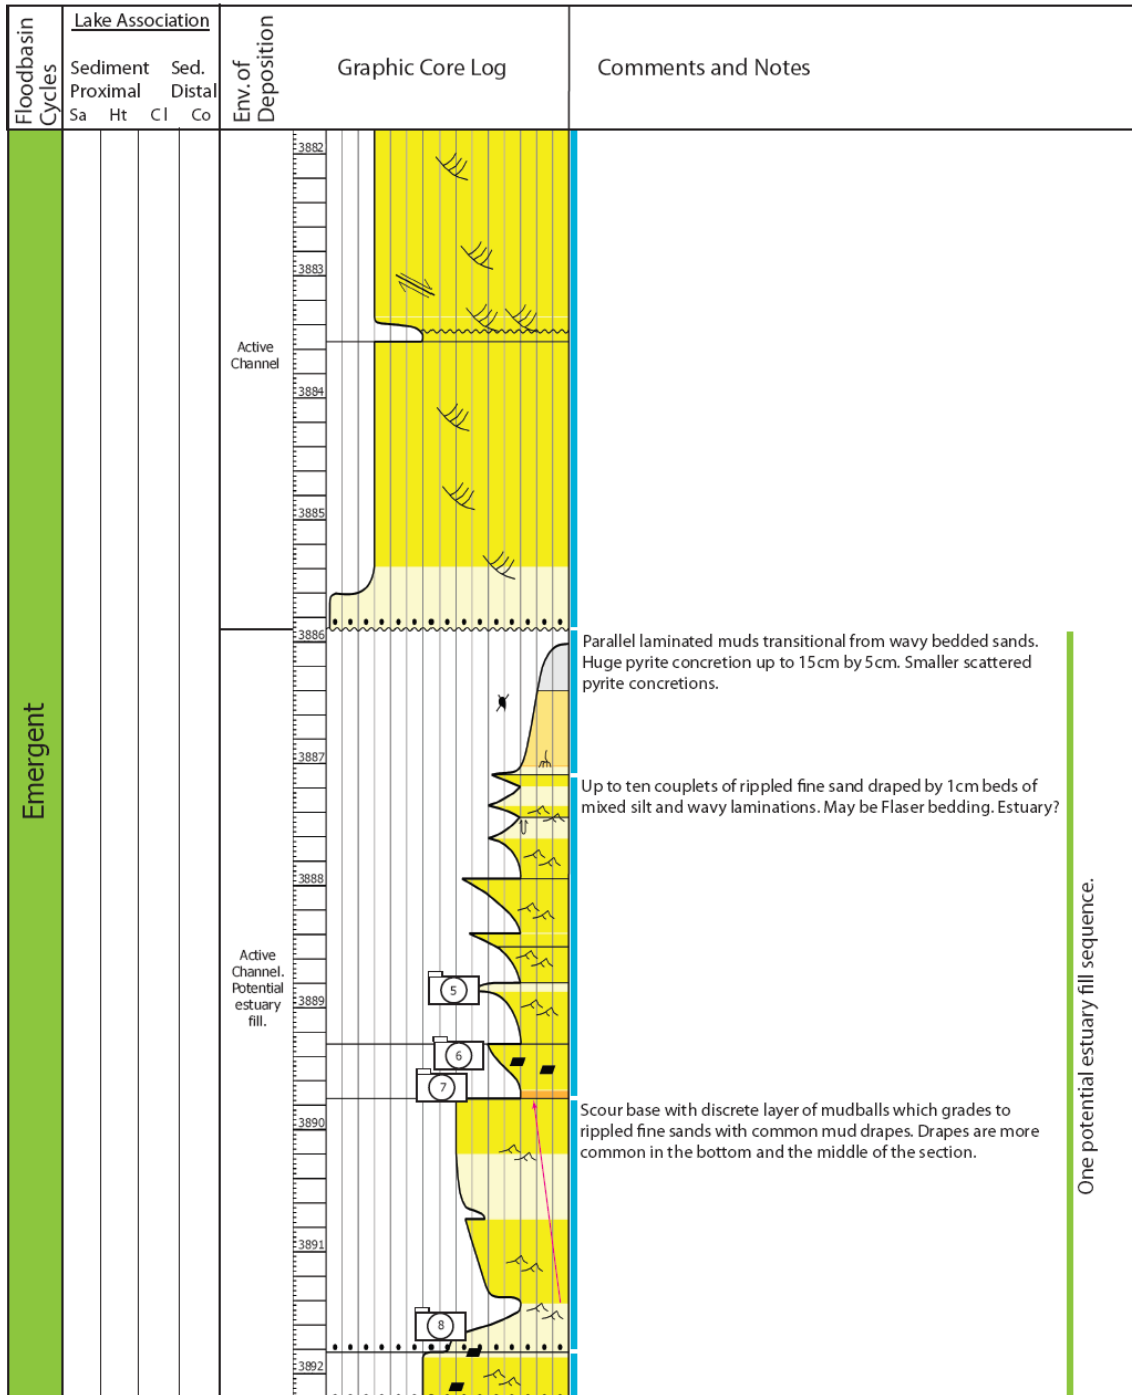 Floodbasin
Cycles
Lake Association
Sediment Sed.
Proximal Distal
Sa Ht Cl Co
Env. of
Deposition
Graphic Core Log
Comments and Notes
Emergent
3882
3883
Active
Channel
3884
3885
3886
Parallel laminated muds transitional from wavy bedded sands.
Huge pyrite concretion up to 15cm by 5cm. Smaller scattered
pyrite concretions.
3887
Up to ten couplets of rippled fine sand draped by 1cm beds of
mixed silt and wavy laminations. May be Flaser bedding. Estuary?
3888
Active
Channel.
Potential
estuary
fill.
5
3889
6
7
3890
Scour base with discrete layer of mudballs which grades to
rippled fine sands with common mud drapes. Drapes are more
common in the bottom and the middle of the section.
3891
8
3892
One potential estuary fill sequence.